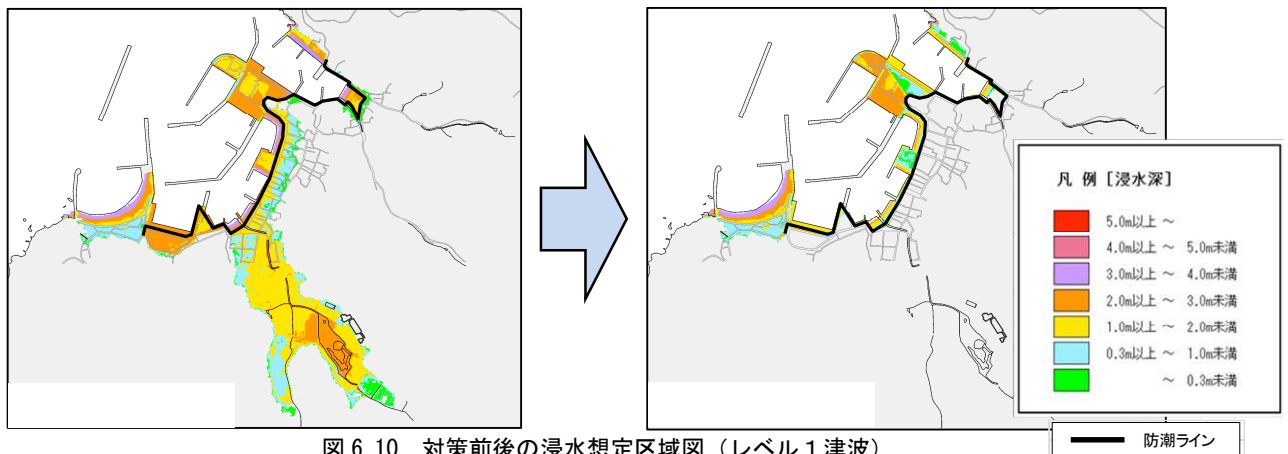 凡 例 [浸水深]
5.0m以上 ～
4.0m以上 ～ 5.0m未満
3.0m以上 ～ 4.0m未満
2.0m以上 ～ 3.0m未満
1.0m以上 ～ 2.0m未満
0.3m以上 ～ 1.0m未満
～ 0.3m未満
防潮ライン
図 6.10 対策前後の浸水想定区域図（レベル１津波）